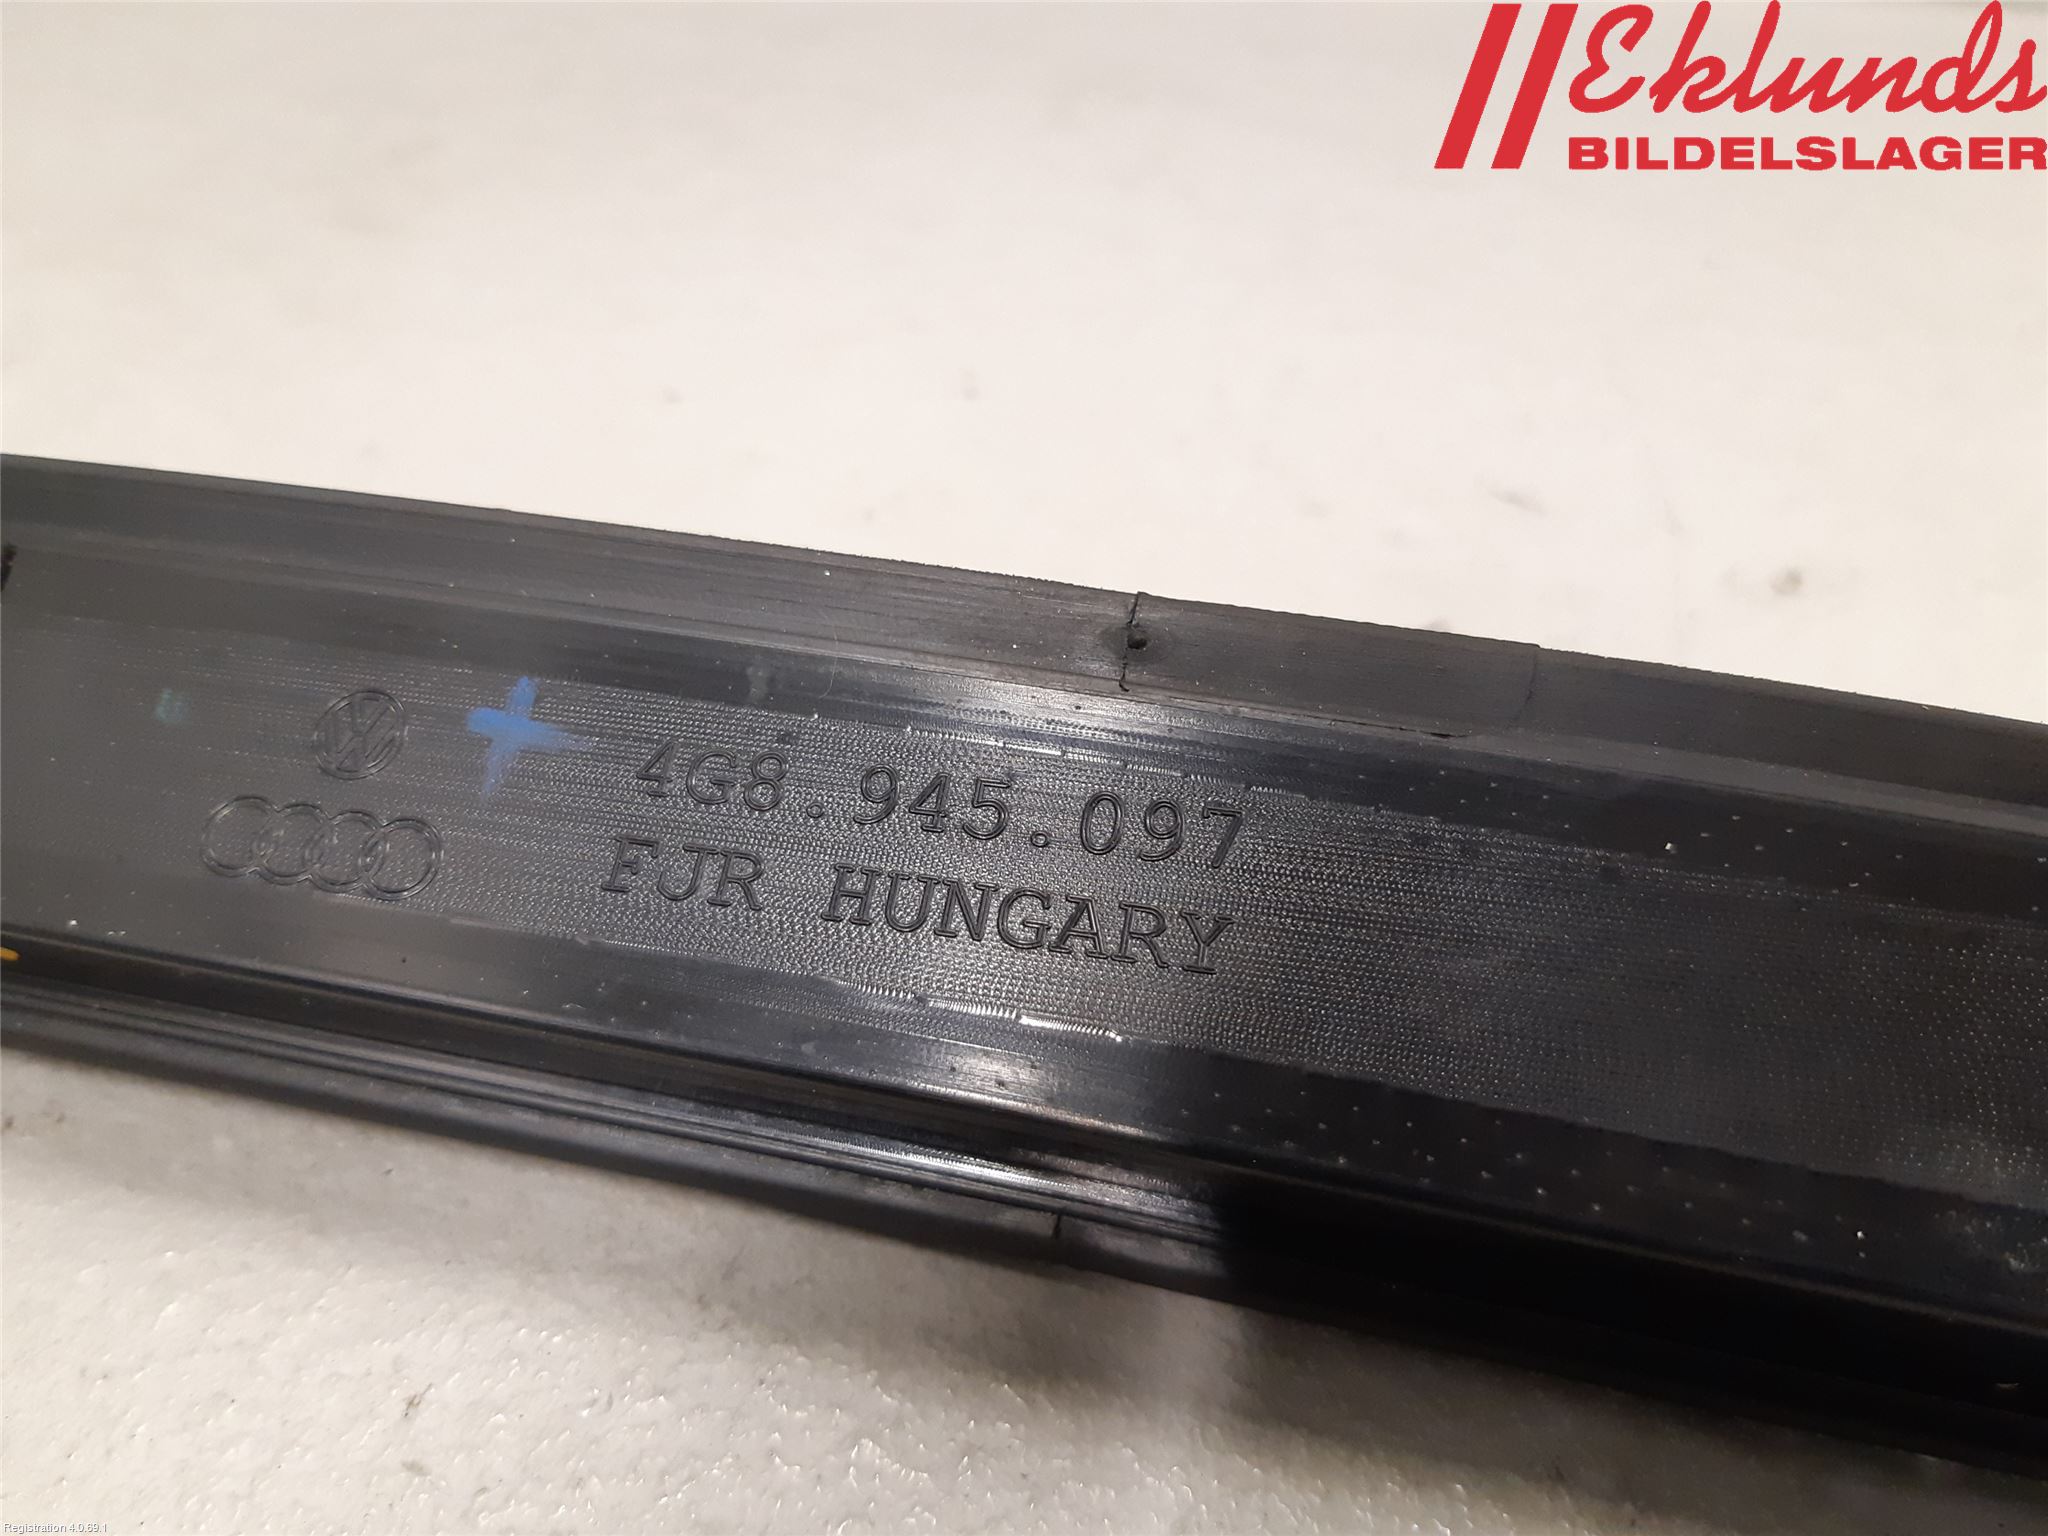 Eklunds
BILDELSLAGER
4G8.945.097
FJR HUNGARY
Registration 4.0.69.1